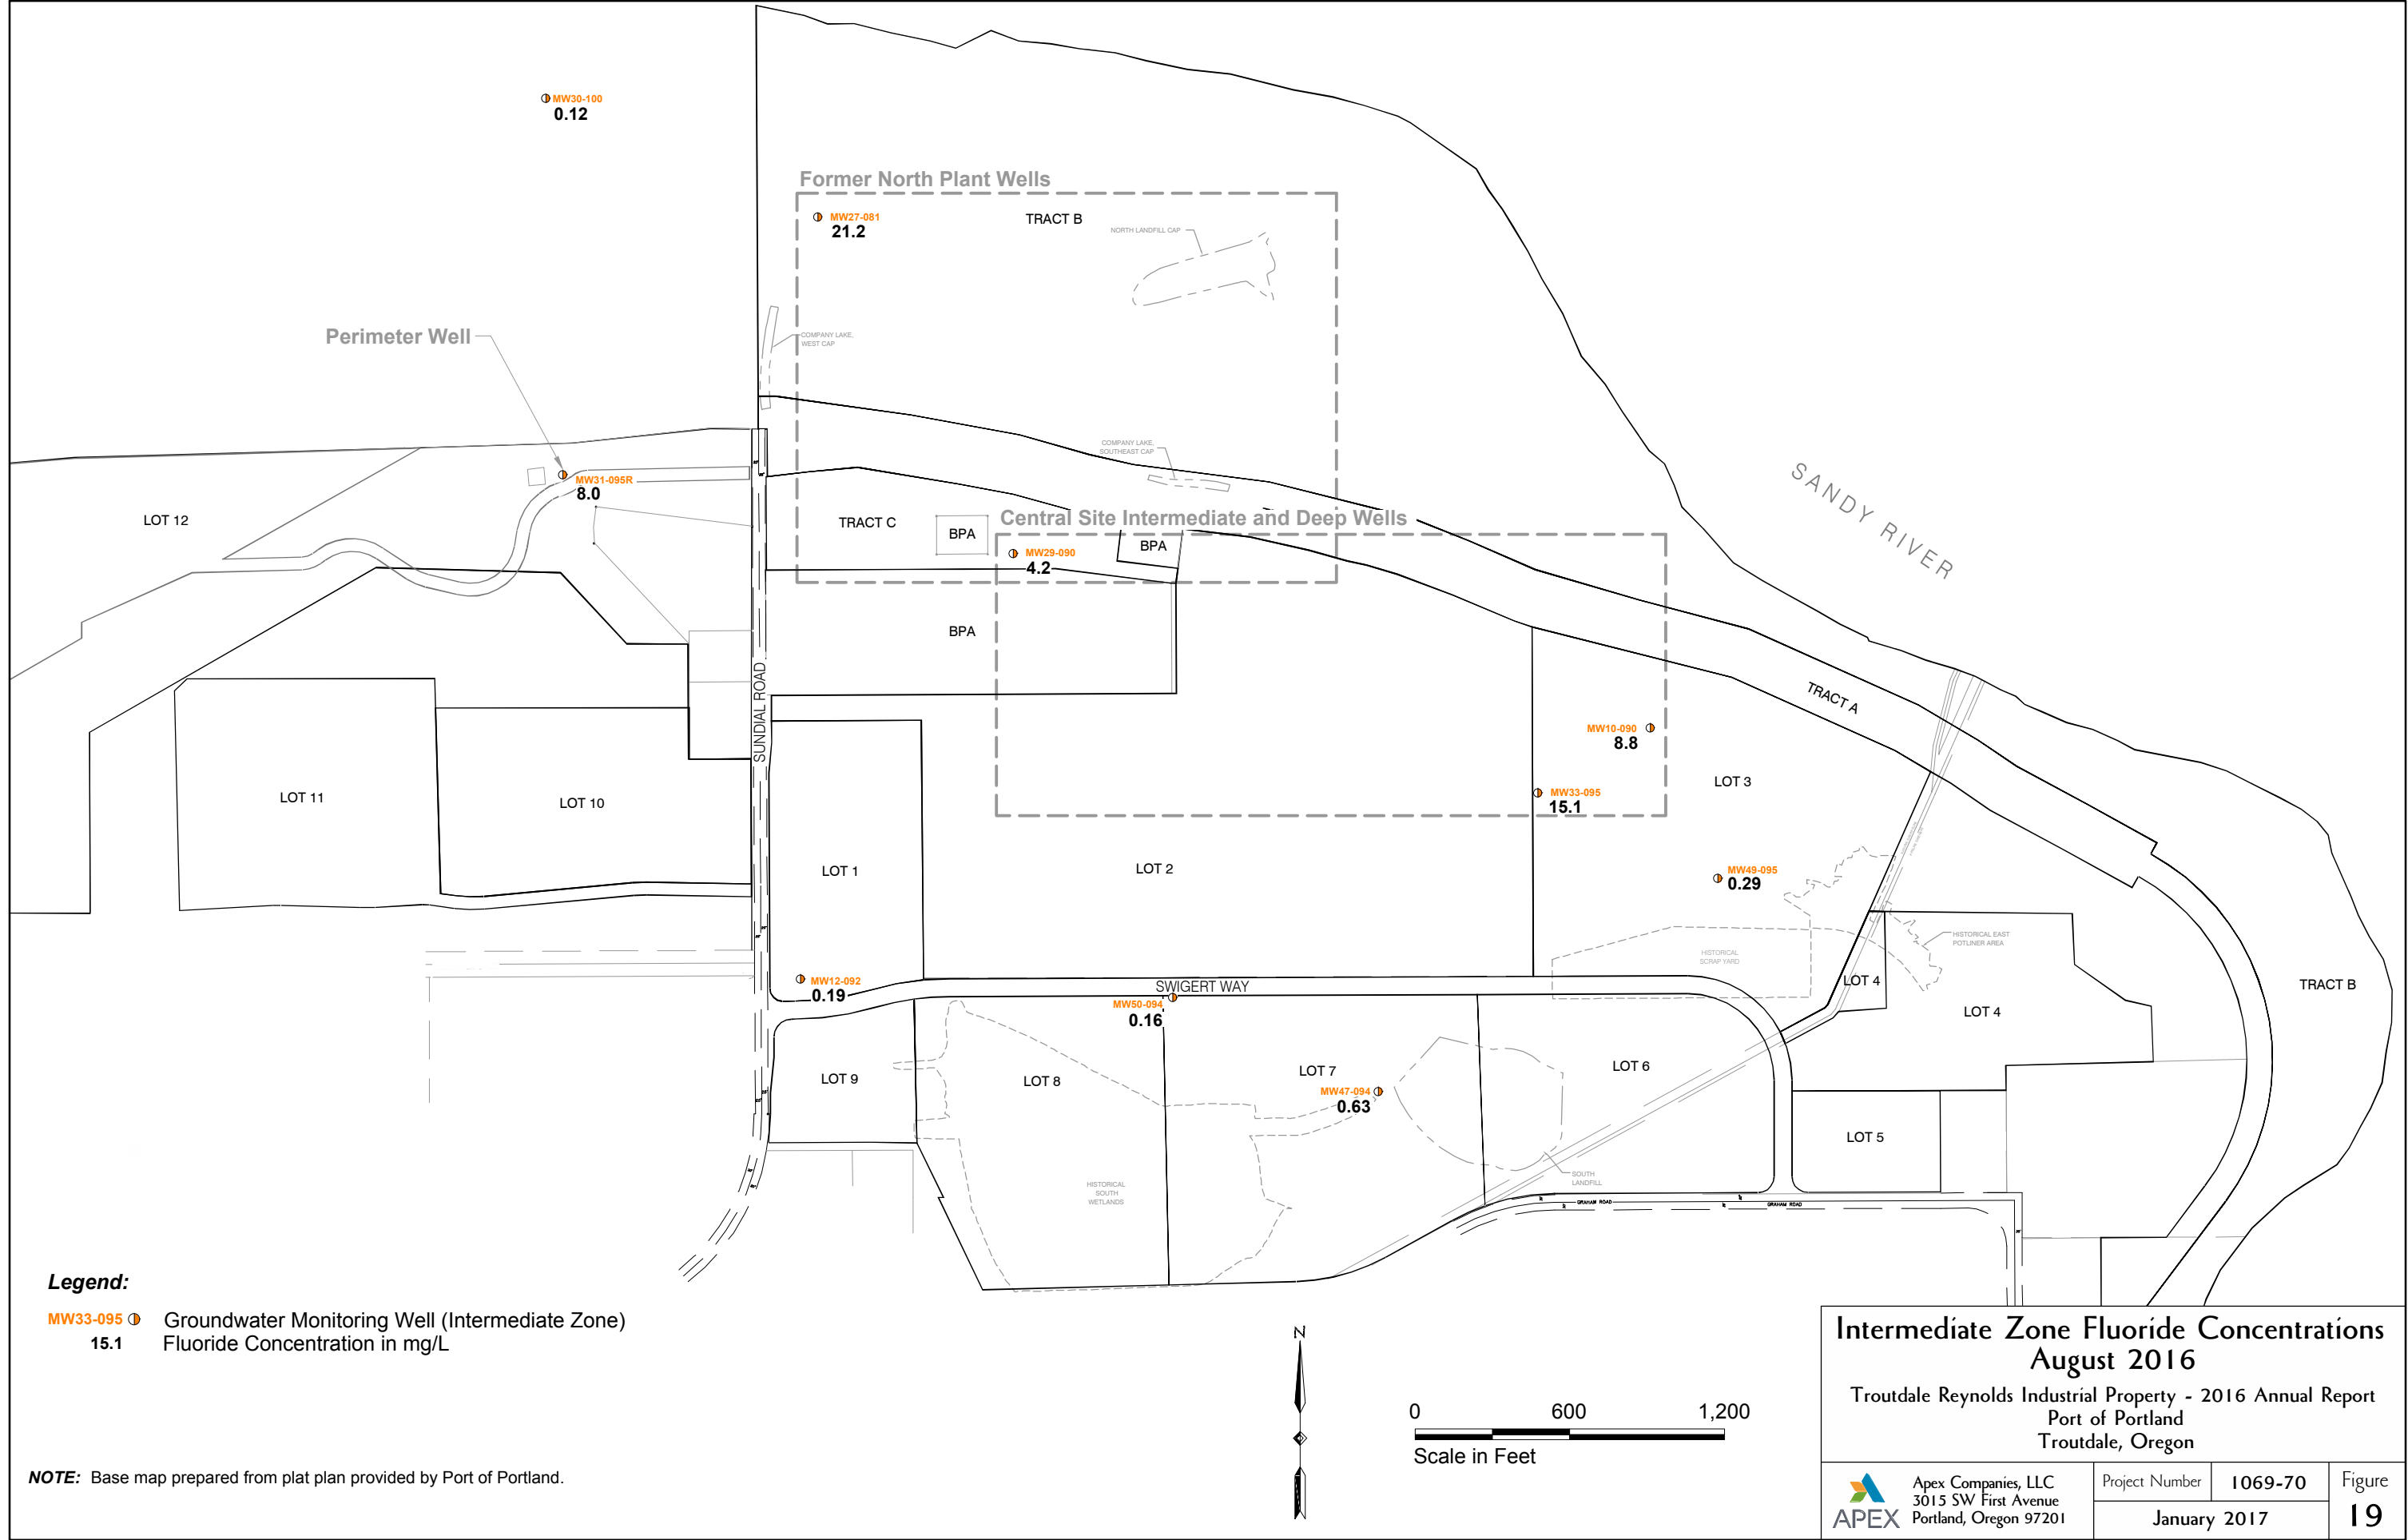 MW30-100
0.12
Former North Plant Wells
MW27-081
21.2
TRACT B
NORTH LANDFILL CAP
Perimeter Well
COMPANY LAKE,
WEST CAP
COMPANY LAKE,
SOUTHEAST CAP
SANDY RIVER
MW31-095R
8.0
LOT 12
TRACT C
BPA
Central Site Intermediate and Deep Wells
MW29-090
4.2
BPA
BPA
SUNDIAL ROAD
TRACT A
MW10-090
8.8
LOT 3
MW33-095
15.1
LOT 11
LOT 10
LOT 1
LOT 2
MW49-095
0.29
HISTORICAL EAST
POTLINER AREA
HISTORICAL
SCRAP YARD
MW12-092
0.19
SWIGERT WAY
MW50-094
0.16
LOT 4
LOT 4
TRACT B
LOT 9
LOT 8
LOT 7
MW47-094
0.63
LOT 6
LOT 5
HISTORICAL
SOUTH
WETLANDS
SOUTH
LANDFILL
GRAHAM ROAD
GRAHAM ROAD
Legend:
MW33-095 Groundwater Monitoring Well (Intermediate Zone)
15.1 Fluoride Concentration in mg/L
N
0 600 1,200
Scale in Feet
NOTE: Base map prepared from plat plan provided by Port of Portland.
Intermediate Zone Fluoride Concentrations
August 2016
Troutdale Reynolds Industrial Property - 2016 Annual Report
Port of Portland
Troutdale, Oregon
APEX
Apex Companies, LLC
3015 SW First Avenue
Portland, Oregon 97201
Project Number 1069-70
January 2017
Figure
19